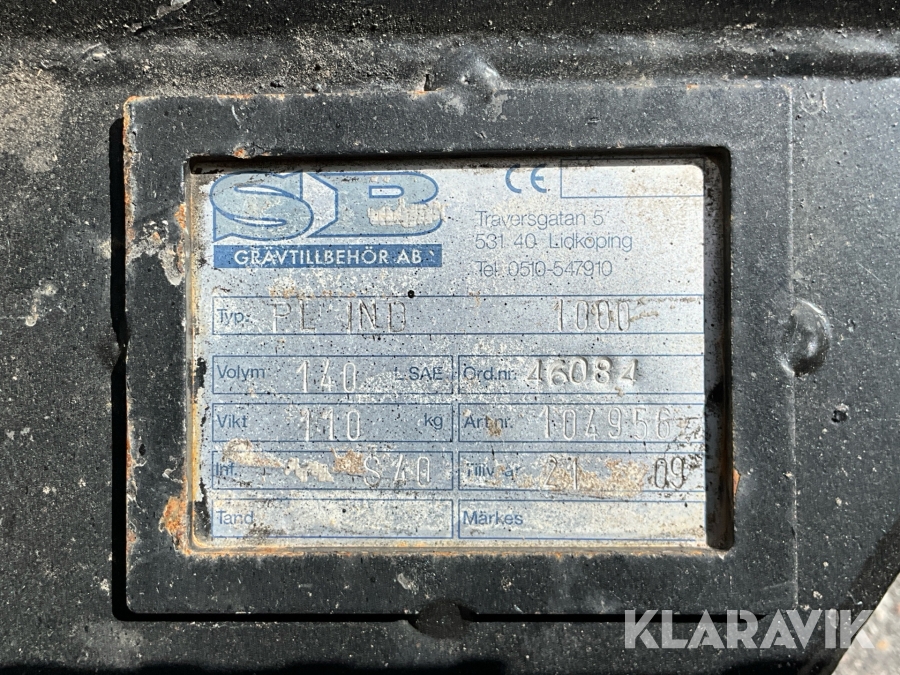 SB
CE
GRÄVTILLBEHÖR AB
Traversgatan 5
531 40 Lidköping
Tel. 0510-547910
Typ: PL IND 1000
Volym 140 L.SAE Ord.nr. 46084
Vikt 110 kg Art.nr. 104956
Inf. S40 Tillv.år 21 09
Tand Märkes
KLARAVIK